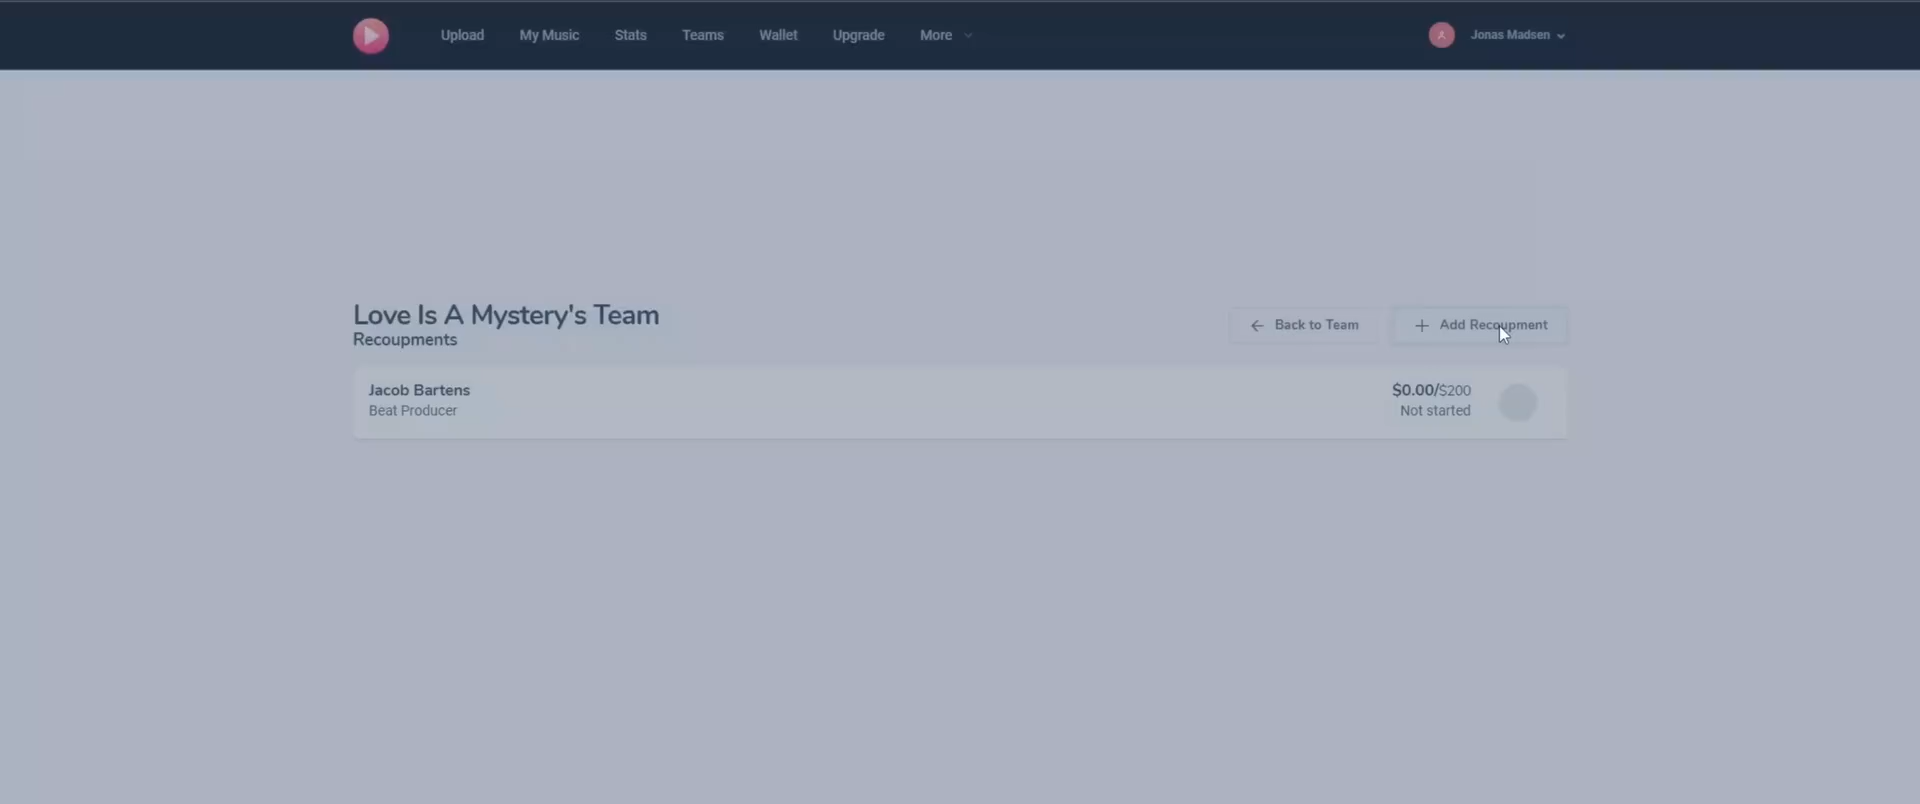 Upload My Music Stats Teams Wallet Upgrade More Jonas Madsen
Love Is A Mystery's Team
Recoupments
Back to Team Add Recoupment
Jacob Bartens
Beat Producer
$0.00/$200
Not started